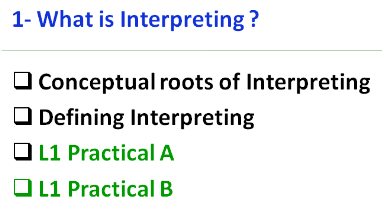 1- What is Interpreting ?
❑ Conceptual roots of Interpreting
❑ Defining Interpreting
❑ L1 Practical A
❑ L1 Practical B